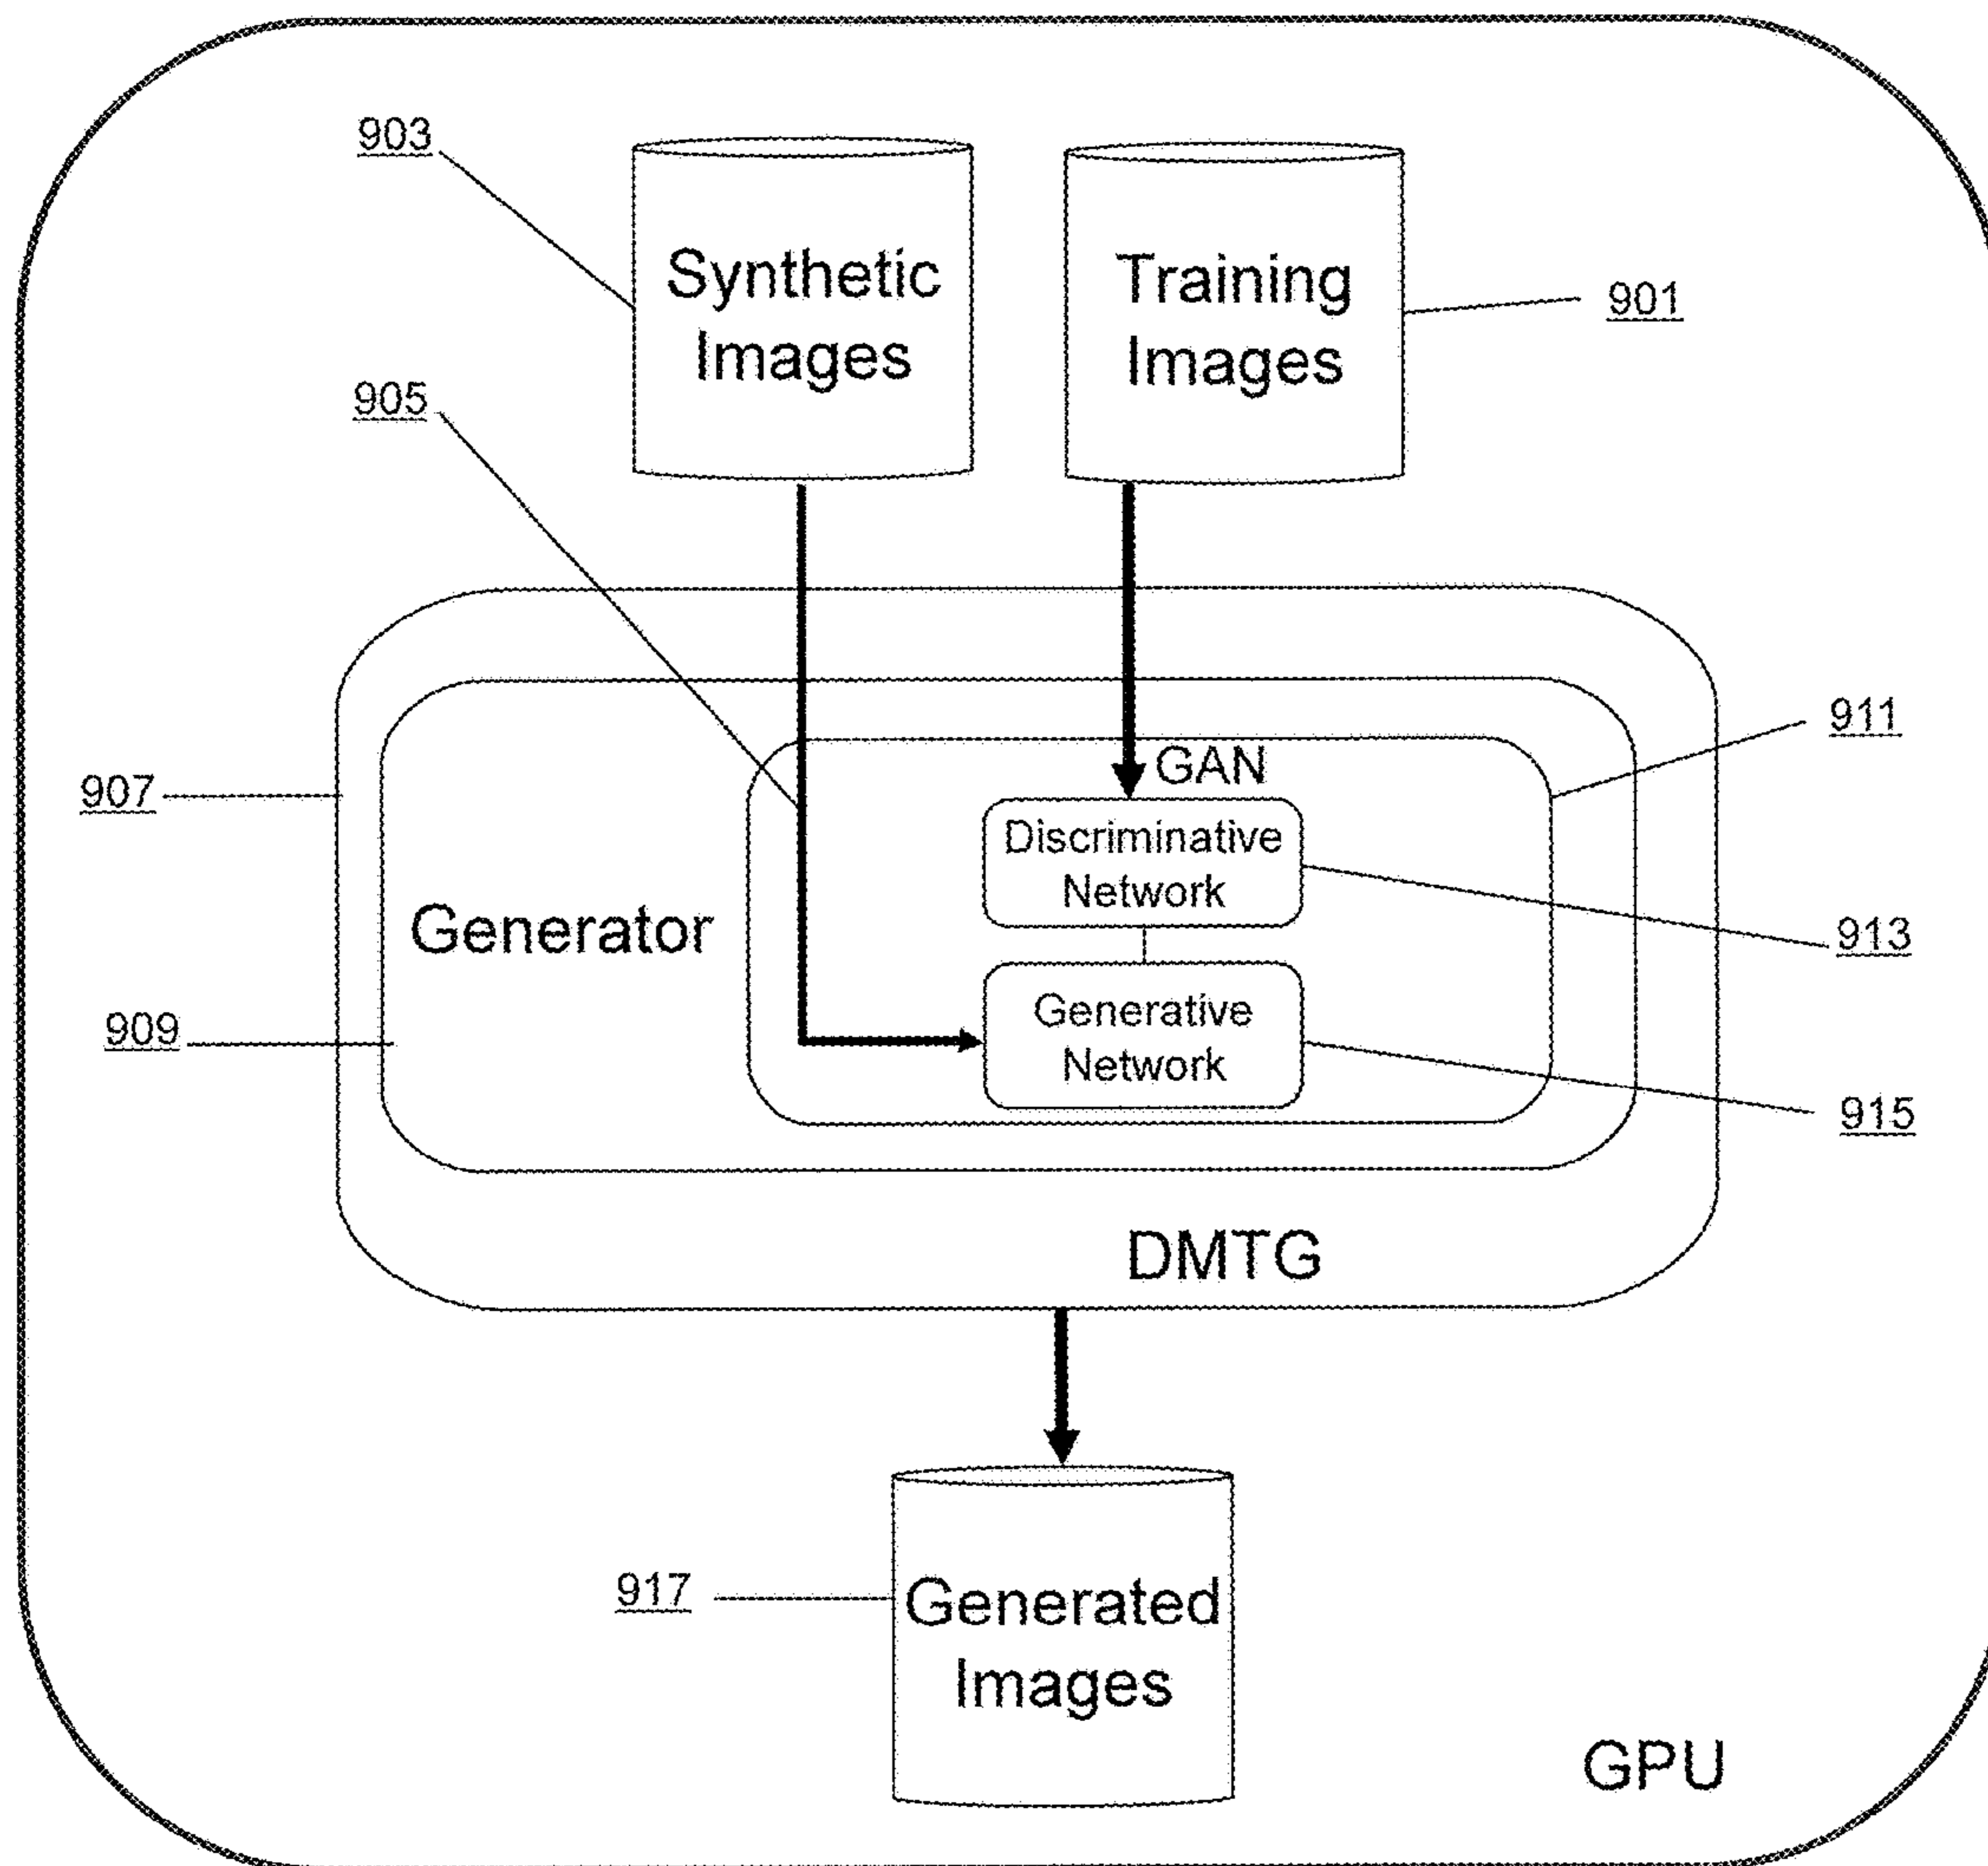 903
Synthetic
Images
Training
Images
901
905
911
GAN
907
Discriminative
Network
Generator
913
Generative
Network
909
915
DMTG
917
Generated
Images
GPU